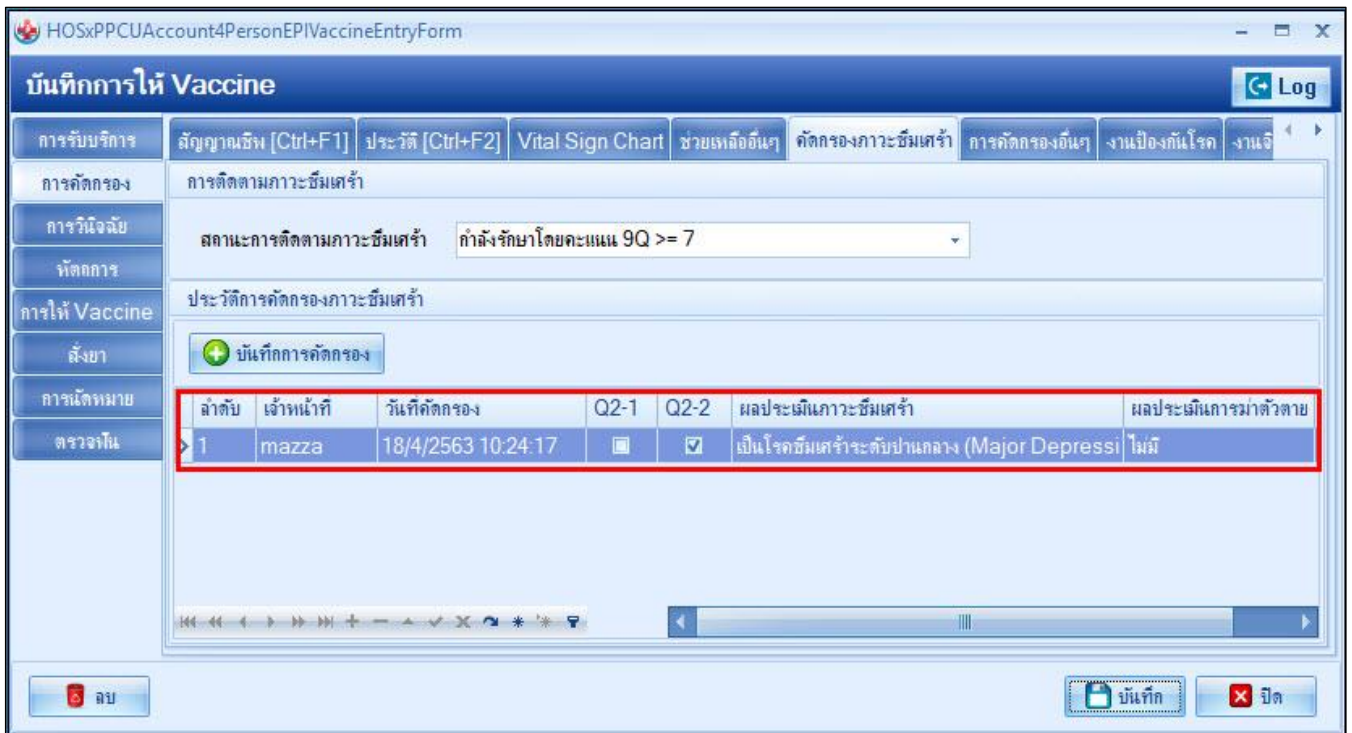 HOSxPPCUAccount4PersonEPIVaccineEntryForm
บันทึกการให้ Vaccine
Log
การรับบริการ
สัญญาณชีพ [Ctrl+F1] ประวัติ [Ctrl+F2] Vital Sign Chart ช่วยเหลืออื่นๆ คัดกรองภาวะซึมเศร้า การคัดกรองอื่นๆ งานป้องกันโรค งานจิ
การคัดกรอง
การติดตามภาวะซึมเศร้า
การวินิจฉัย
สถานะการติดตามภาวะซึมเศร้า กำลังรักษาโดยคะแนน 9Q >= 7
หัตถการ
ประวัติการคัดกรองภาวะซึมเศร้า
การให้ Vaccine
สั่งยา
บันทึกการคัดกรอง
การนัดหมาย
ลำดับ เจ้าหน้าที่ วันที่คัดกรอง Q2-1 Q2-2 ผลประเมินภาวะซึมเศร้า ผลประเมินการฆ่าตัวตาย
ตรวจฟัน
1 mazza 18/4/2563 10:24:17 เป็นโรคซึมเศร้าระดับปานกลาง (Major Depressi ไม่มี
ลบ
บันทึก
ปิด